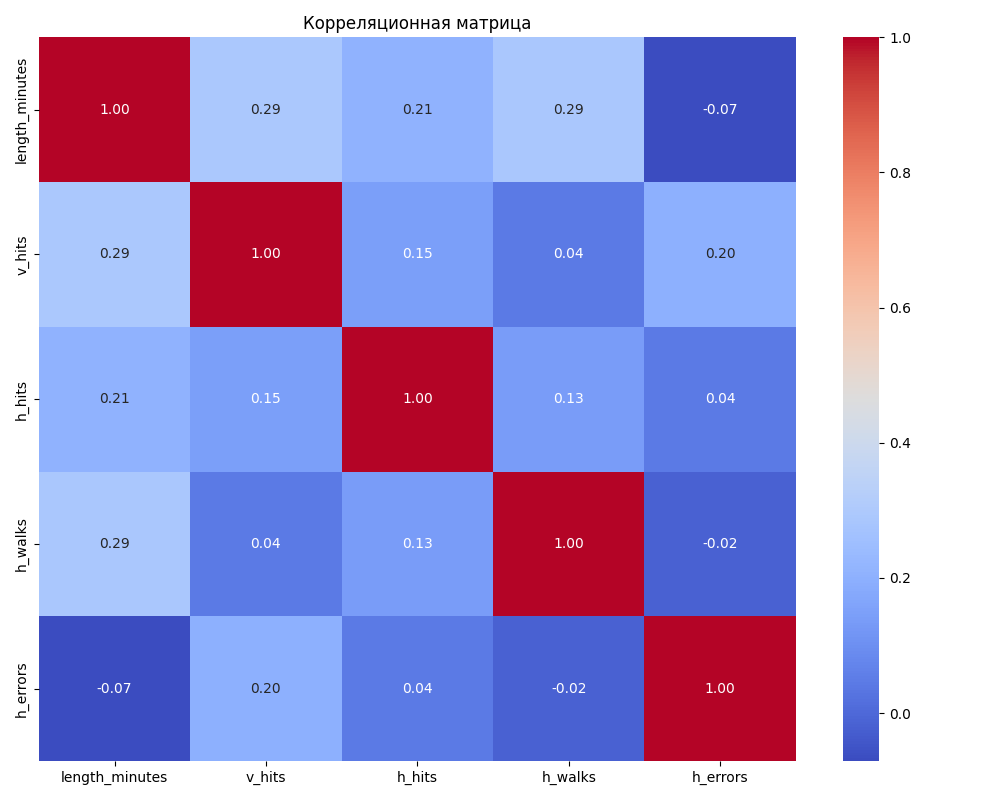 Корреляционная матрица
length_minutes 1.00 0.29 0.21 0.29 -0.07
v_hits 0.29 1.00 0.15 0.04 0.20
h_hits 0.21 0.15 1.00 0.13 0.04
h_walks 0.29 0.04 0.13 1.00 -0.02
h_errors -0.07 0.20 0.04 -0.02 1.00
length_minutes v_hits h_hits h_walks h_errors
1.0
0.8
0.6
0.4
0.2
0.0